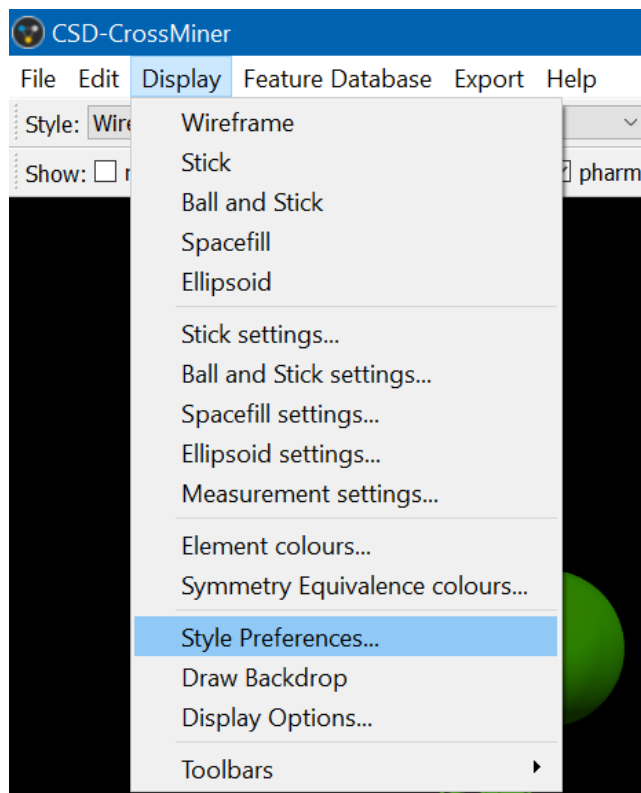 CSD-CrossMiner
File Edit Display Feature Database Export Help
Style:
Wireframe
Stick
Show:
pharm
Ball and Stick
Spacefill
Ellipsoid
Stick settings...
Ball and Stick settings...
Spacefill settings...
Ellipsoid settings...
Measurement settings...
Element colours...
Symmetry Equivalence colours...
Style Preferences...
Draw Backdrop
Display Options...
Toolbars